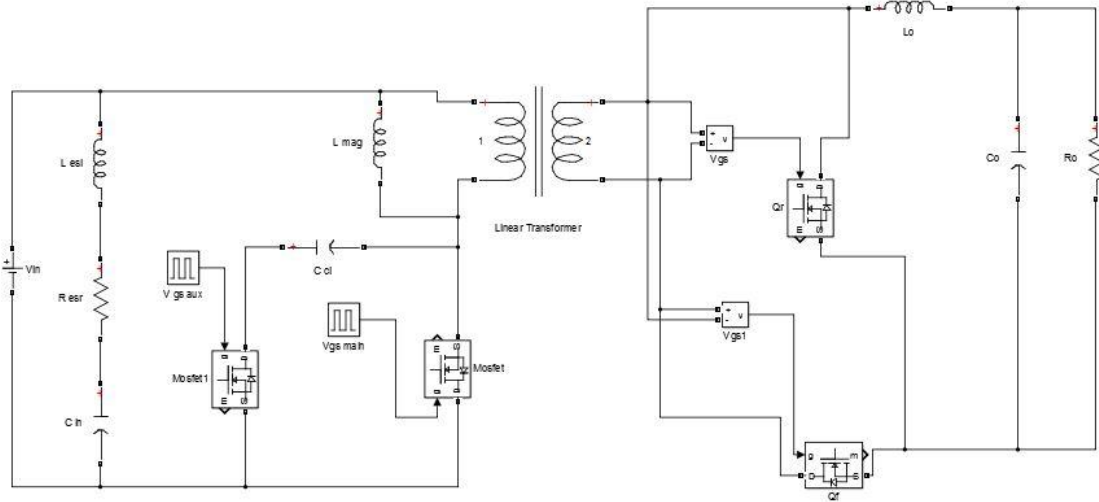 Lo
L mag
1
2
+
-
v
Vgs
L esl
Co
Ro
Qr
m
Linear Transformer
+
Vin
C cl
V gs aux
R esr
Vgs main
+
-
v
Vgs1
Mosfet1
m
Mosfet
m
C in
g
m
D
S
Qf